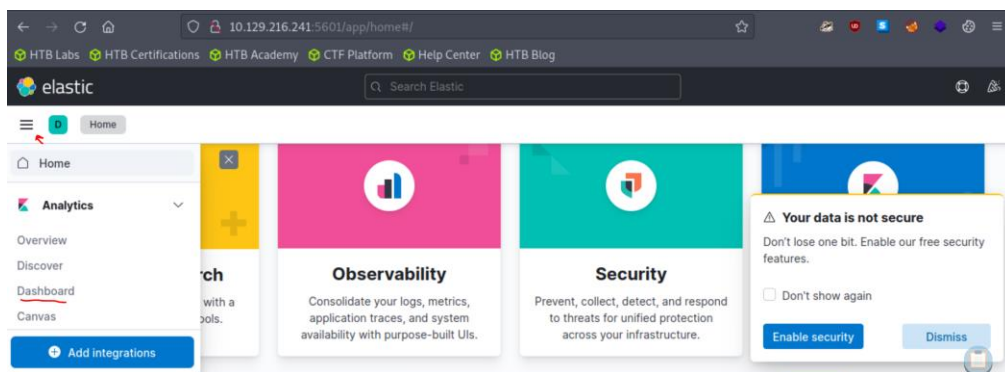 10.129.216.241:5601/app/home#/
HTB Labs HTB Certifications HTB Academy CTF Platform Help Center HTB Blog
elastic
Search Elastic
D Home
Home
Analytics
Overview
Discover
Dashboard
Canvas
Add integrations
rch
with a
ools.
Observability
Consolidate your logs, metrics,
application traces, and system
availability with purpose-built UIs.
Security
Prevent, collect, detect, and respond
to threats for unified protection
across your infrastructure.
Your data is not secure
Don't lose one bit. Enable our free security
features.
Don't show again
Enable security Dismiss